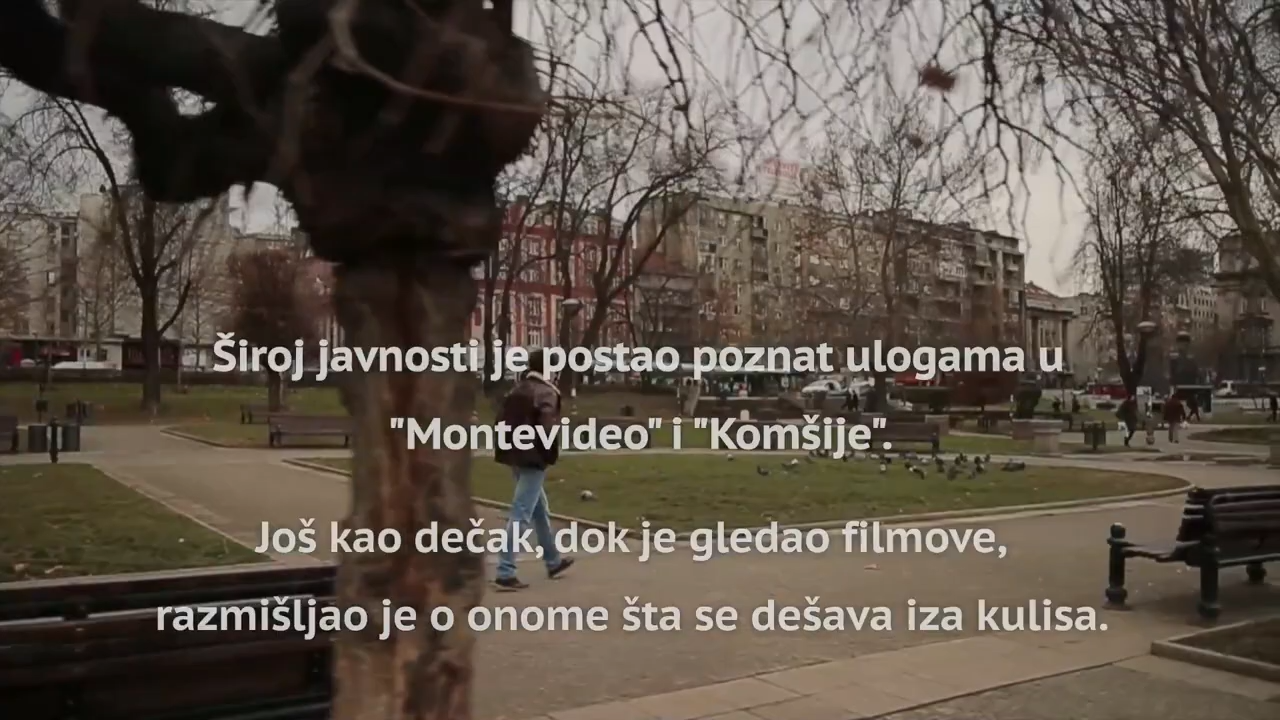 Široj javnosti je postao poznat ulogama u
"Montevideo" i "Komšije".
Još kao dečak, dok je gledao filmove,
razmišljao je o onome šta se dešava iza kulisa.